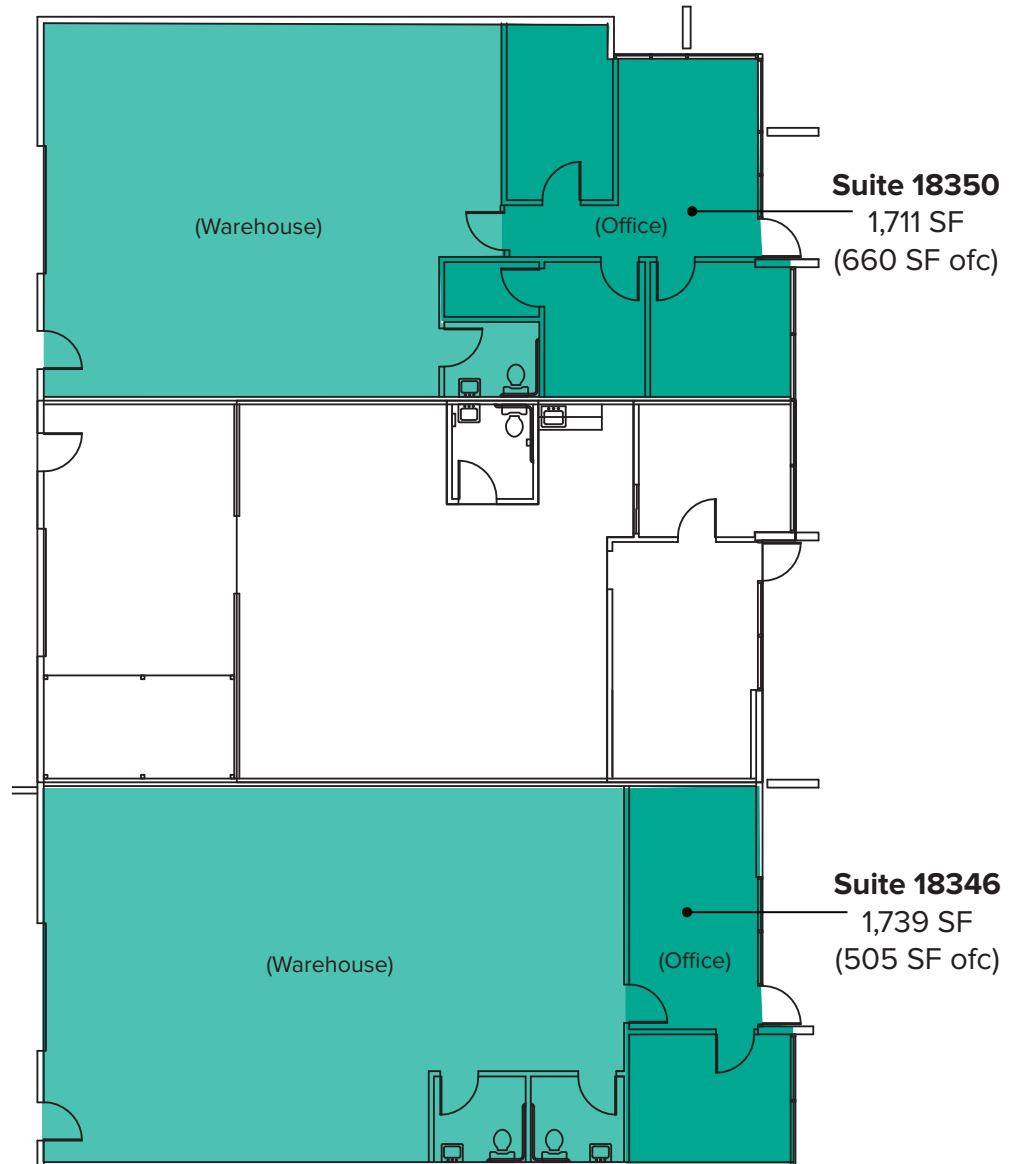 (Warehouse)
(Office)
Suite 18350
1,711 SF
(660 SF ofc)
(Warehouse)
(Office)
Suite 18346
1,739 SF
(505 SF ofc)